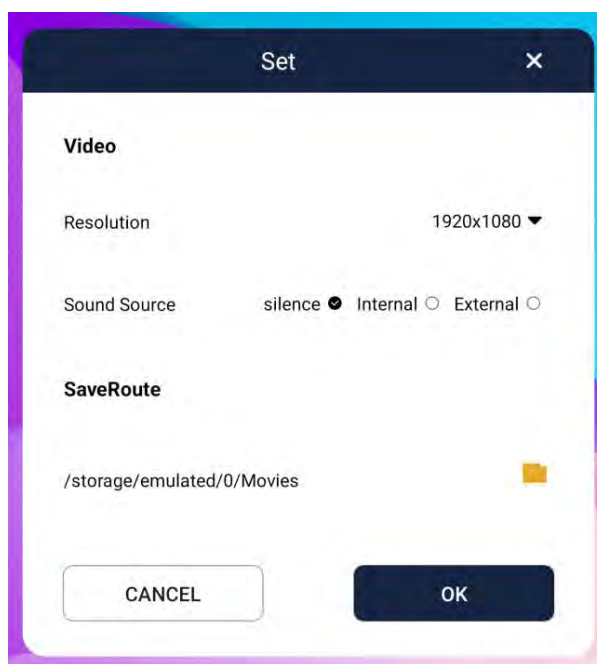 Set
Video
Resolution 1920x1080
Sound Source silence Internal External
SaveRoute
/storage/emulated/0/Movies
CANCEL OK